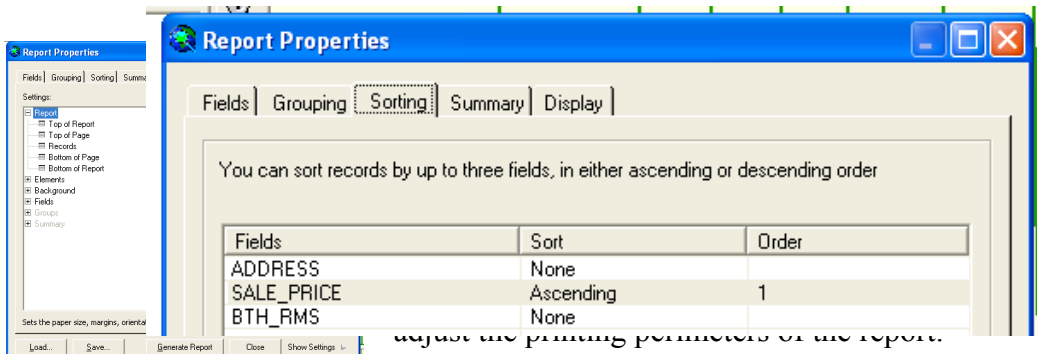 Report Properties
Fields Grouping Sorting Summa
Settings:
Report
Top of Report
Top of Page
Records
Bottom of Page
Bottom of Report
Elements
Background
Fields
Groups
Summary
Sets the paper size, margins, orienta
Load... Save... Generate Report Close Show Settings
Report Properties
Fields Grouping Sorting Summary Display
You can sort records by up to three fields, in either ascending or descending order
Fields Sort Order
ADDRESS None
SALE_PRICE Ascending 1
BTH_RMS None
adjust the printing perimeters of the report.